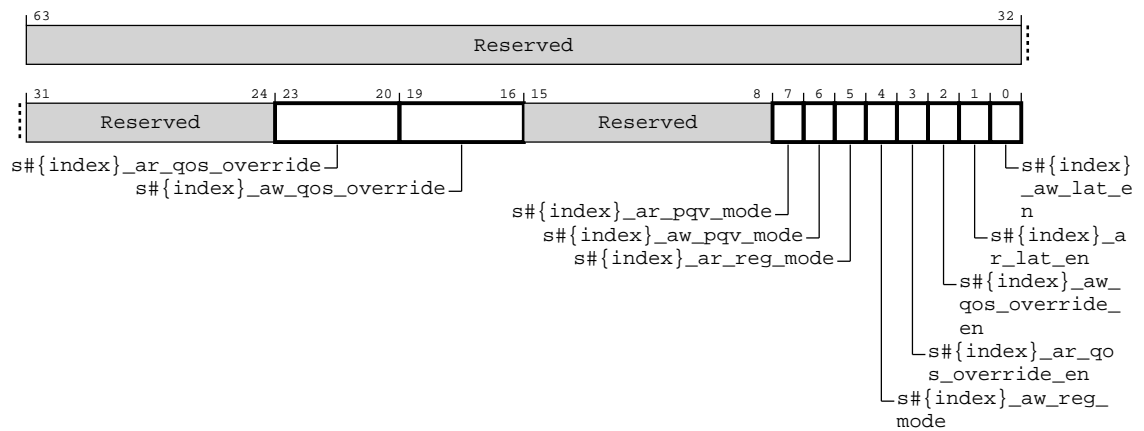 63 32
Reserved
31 24 23 20 19 16 15 8 7 6 5 4 3 2 1 0
Reserved Reserved
s#{index}_ar_qos_override
s#{index}_aw_qos_override
s#{index}_ar_pqv_mode
s#{index}_aw_pqv_mode
s#{index}_ar_reg_mode
s#{index}
_aw_lat_e
n
s#{index}_a
r_lat_en
s#{index}_aw_
qos_override_
en
s#{index}_ar_qo
s_override_en
s#{index}_aw_reg_
mode